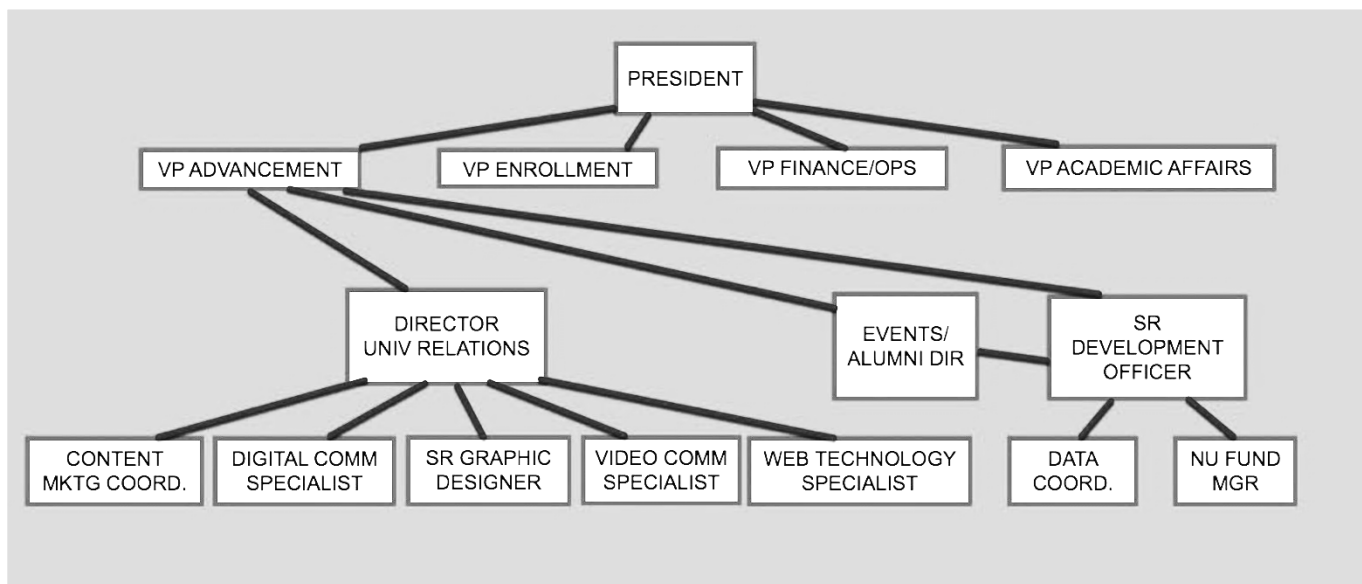 PRESIDENT
VP ADVANCEMENT
VP ENROLLMENT
VP FINANCE/OPS
VP ACADEMIC AFFAIRS
DIRECTOR
UNIV RELATIONS
EVENTS/
ALUMNI DIR
SR
DEVELOPMENT
OFFICER
CONTENT
MKTG COORD.
DIGITAL COMM
SPECIALIST
SR GRAPHIC
DESIGNER
VIDEO COMM
SPECIALIST
WEB TECHNOLOGY
SPECIALIST
DATA
COORD.
NU FUND
MGR